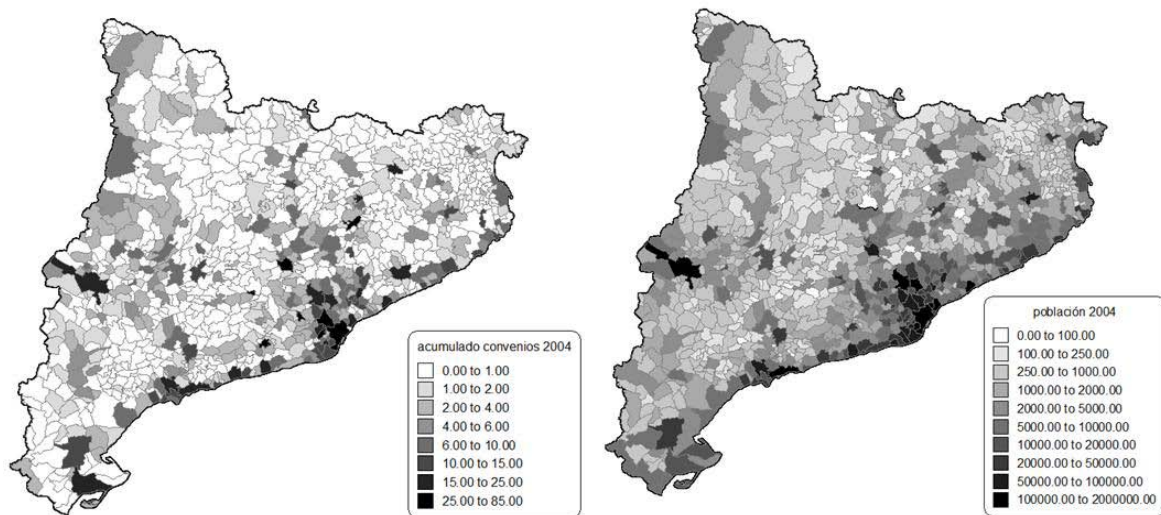 acumulado convenios 2004
0.00 to 1.00
1.00 to 2.00
2.00 to 4.00
4.00 to 6.00
6.00 to 10.00
10.00 to 15.00
15.00 to 25.00
25.00 to 85.00
población 2004
0.00 to 100.00
100.00 to 250.00
250.00 to 1000.00
1000.00 to 2000.00
2000.00 to 5000.00
5000.00 to 10000.00
10000.00 to 20000.00
20000.00 to 50000.00
50000.00 to 100000.00
100000.00 to 2000000.00